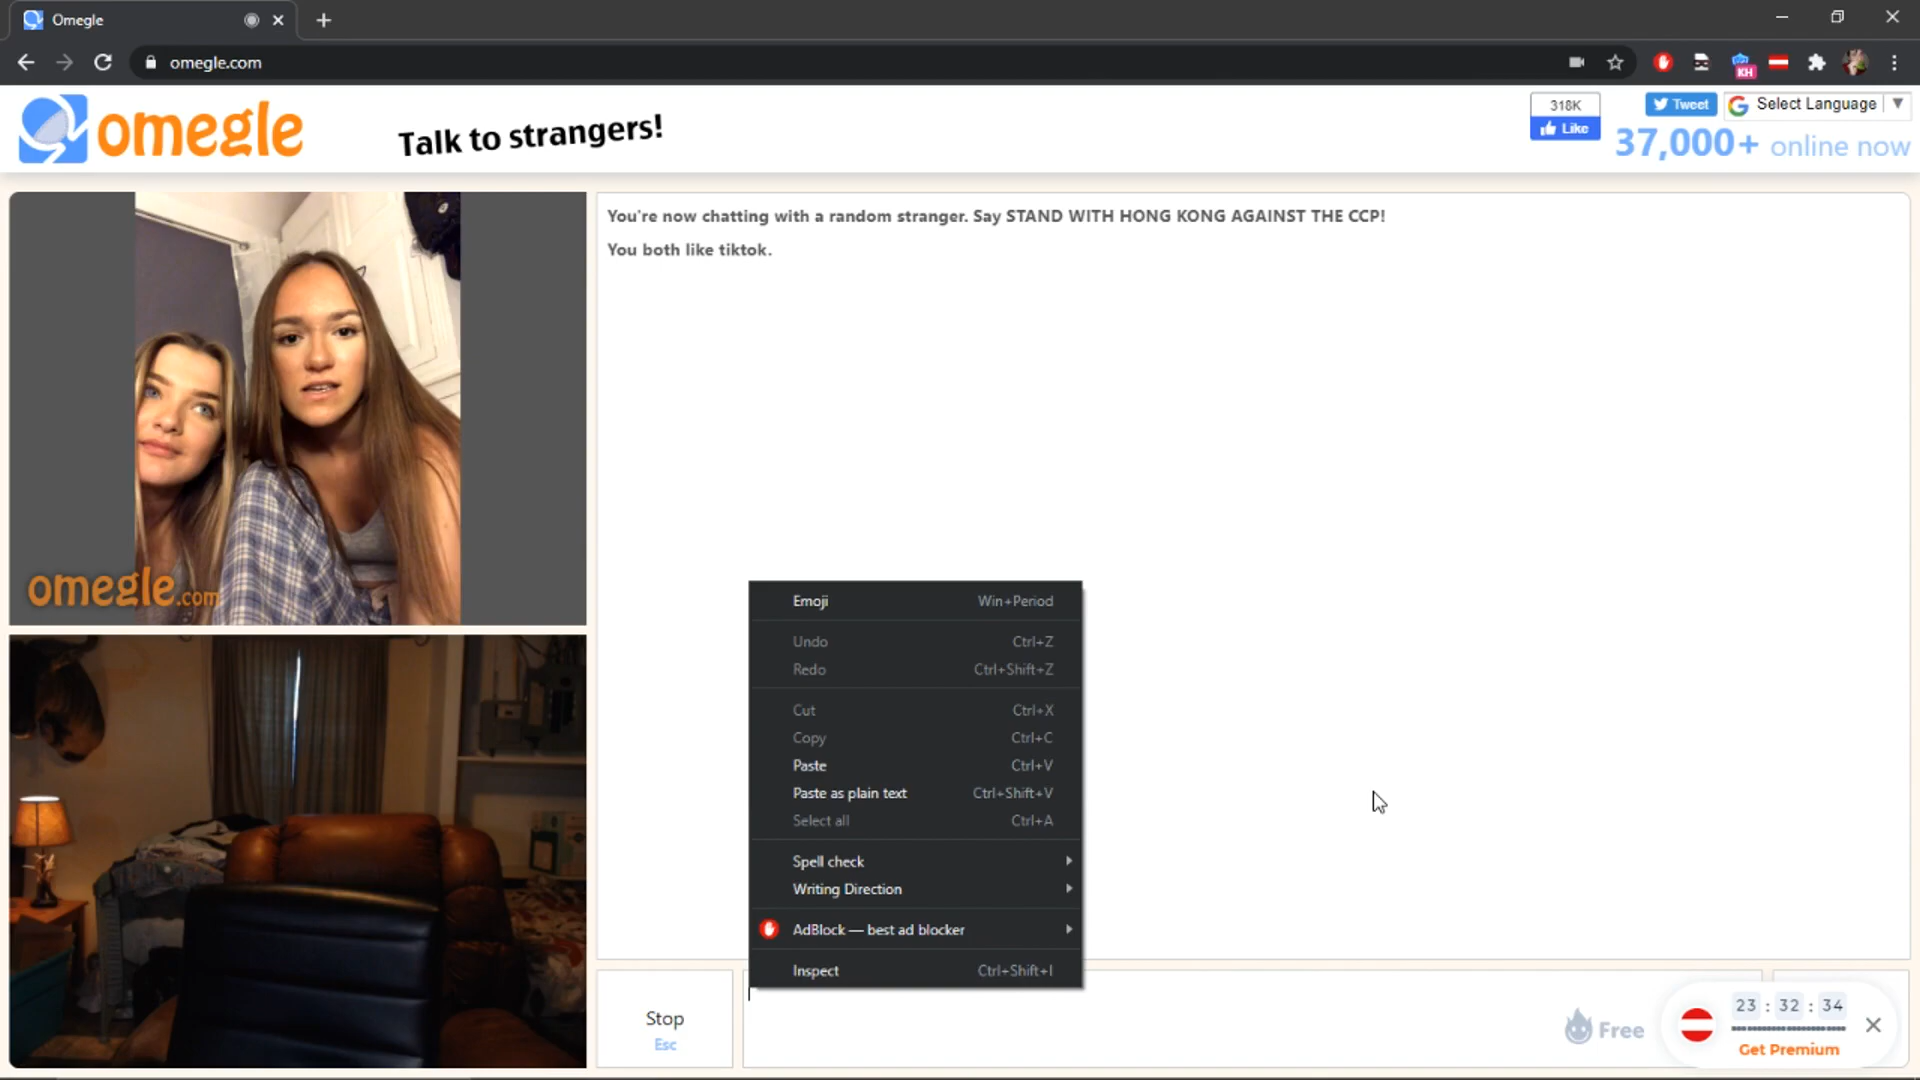 Omegle
omegle.com
omegle
Talk to strangers!
318K
Like
Tweet
Select Language
37,000+ online now
KH
omegle.com
You're now chatting with a random stranger. Say STAND WITH HONG KONG AGAINST THE CCP!
You both like tiktok.
Emoji Win+Period
Undo Ctrl+Z
Redo Ctrl+Shift+Z
Cut Ctrl+X
Copy Ctrl+C
Paste Ctrl+V
Paste as plain text Ctrl+Shift+V
Select all Ctrl+A
Spell check
Writing Direction
AdBlock — best ad blocker
Inspect Ctrl+Shift+I
Stop
Esc
Free
23 : 32 : 34
Get Premium